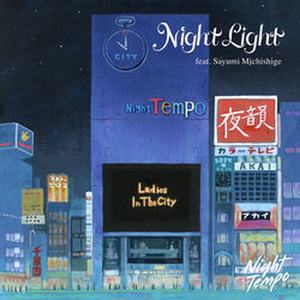 Night Light
feat. Sayumi Michishige
CITY
Night Tempo
夜韻
カラーテレビ
AKAI
アカイ
Ladies
In The City
Night
Tempo